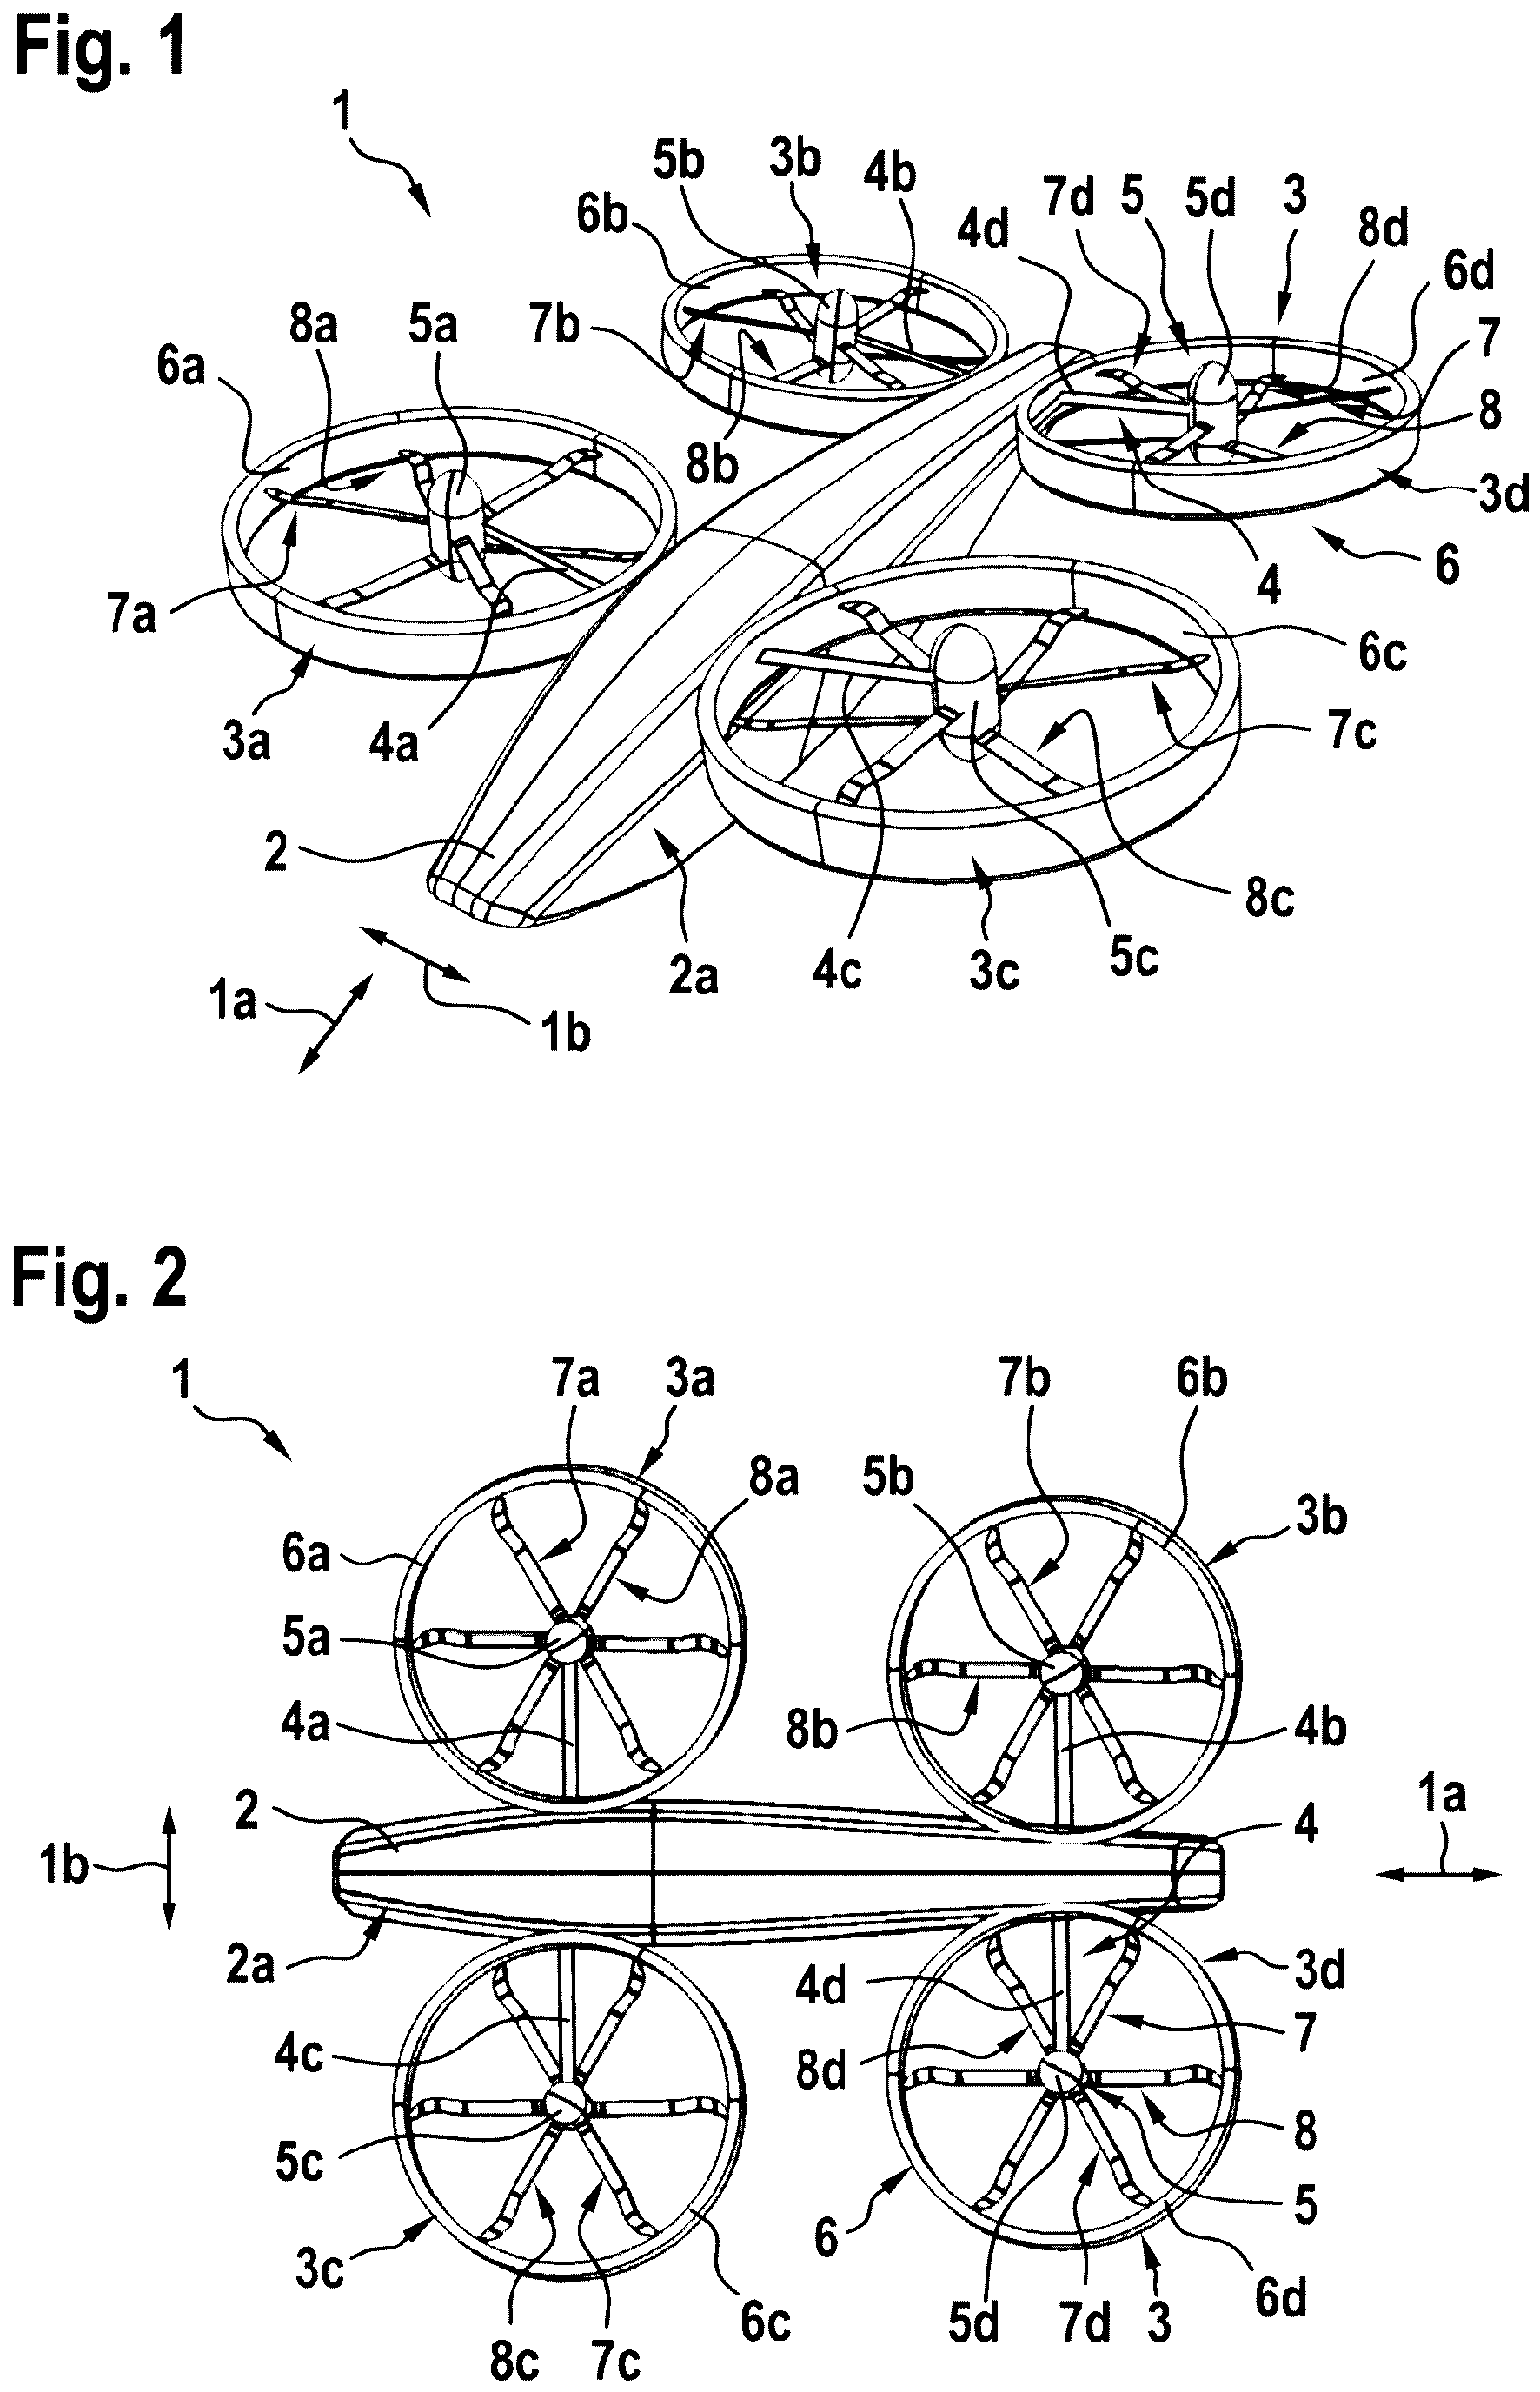 Fig. 1
1
5b 3b 4b 7d 5 5d 3 8d
6b 4d 6d
8a 5a 7b 7
6a 8
8b 3d
7a 4 6
6c
3a 4a 7c
2
8c
2a 4c 3c 5c
1a
1b
Fig. 2
1 7a 3a 7b 6b
8a 5b 3b
6a
5a
4a 8b 4b
2 4 1a
1b
2a 4d 3d
4c 8d 7
5c 8
6 5
3c
8c 7c 6c 5d 7d 3 6d